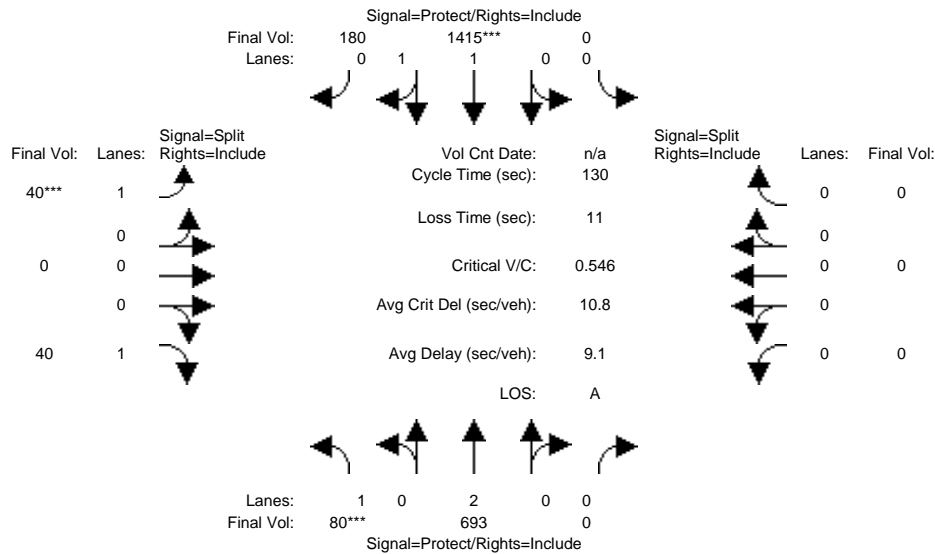 Signal=Protect/Rights=Include
Final Vol: 180 1415*** 0
Lanes: 0 1 1 0 0
Signal=Split Signal=Split
Final Vol: Lanes: Rights=Include Vol Cnt Date: n/a Rights=Include Lanes: Final Vol:
Cycle Time (sec): 130
40*** 1 0 0
Loss Time (sec): 11
0 0
0 0 Critical V/C: 0.546 0 0
0 Avg Crit Del (sec/veh): 10.8 0
40 1 Avg Delay (sec/veh): 9.1 0 0
LOS: A
Lanes: 1 0 2 0 0
Final Vol: 80*** 693 0
Signal=Protect/Rights=Include